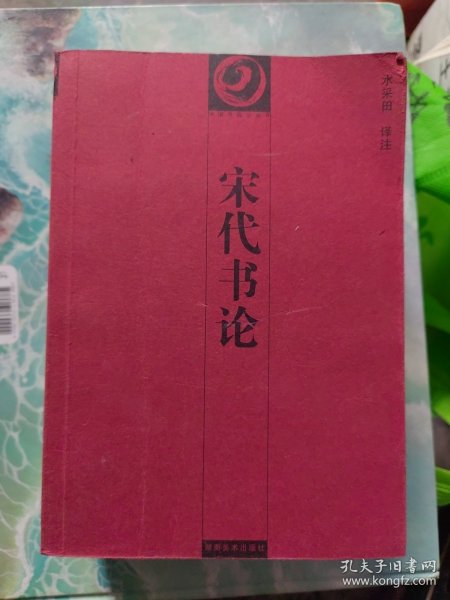 水采田 译注
宋代书论
湖南美术出版社
孔夫子旧书网
www.kongfz.com